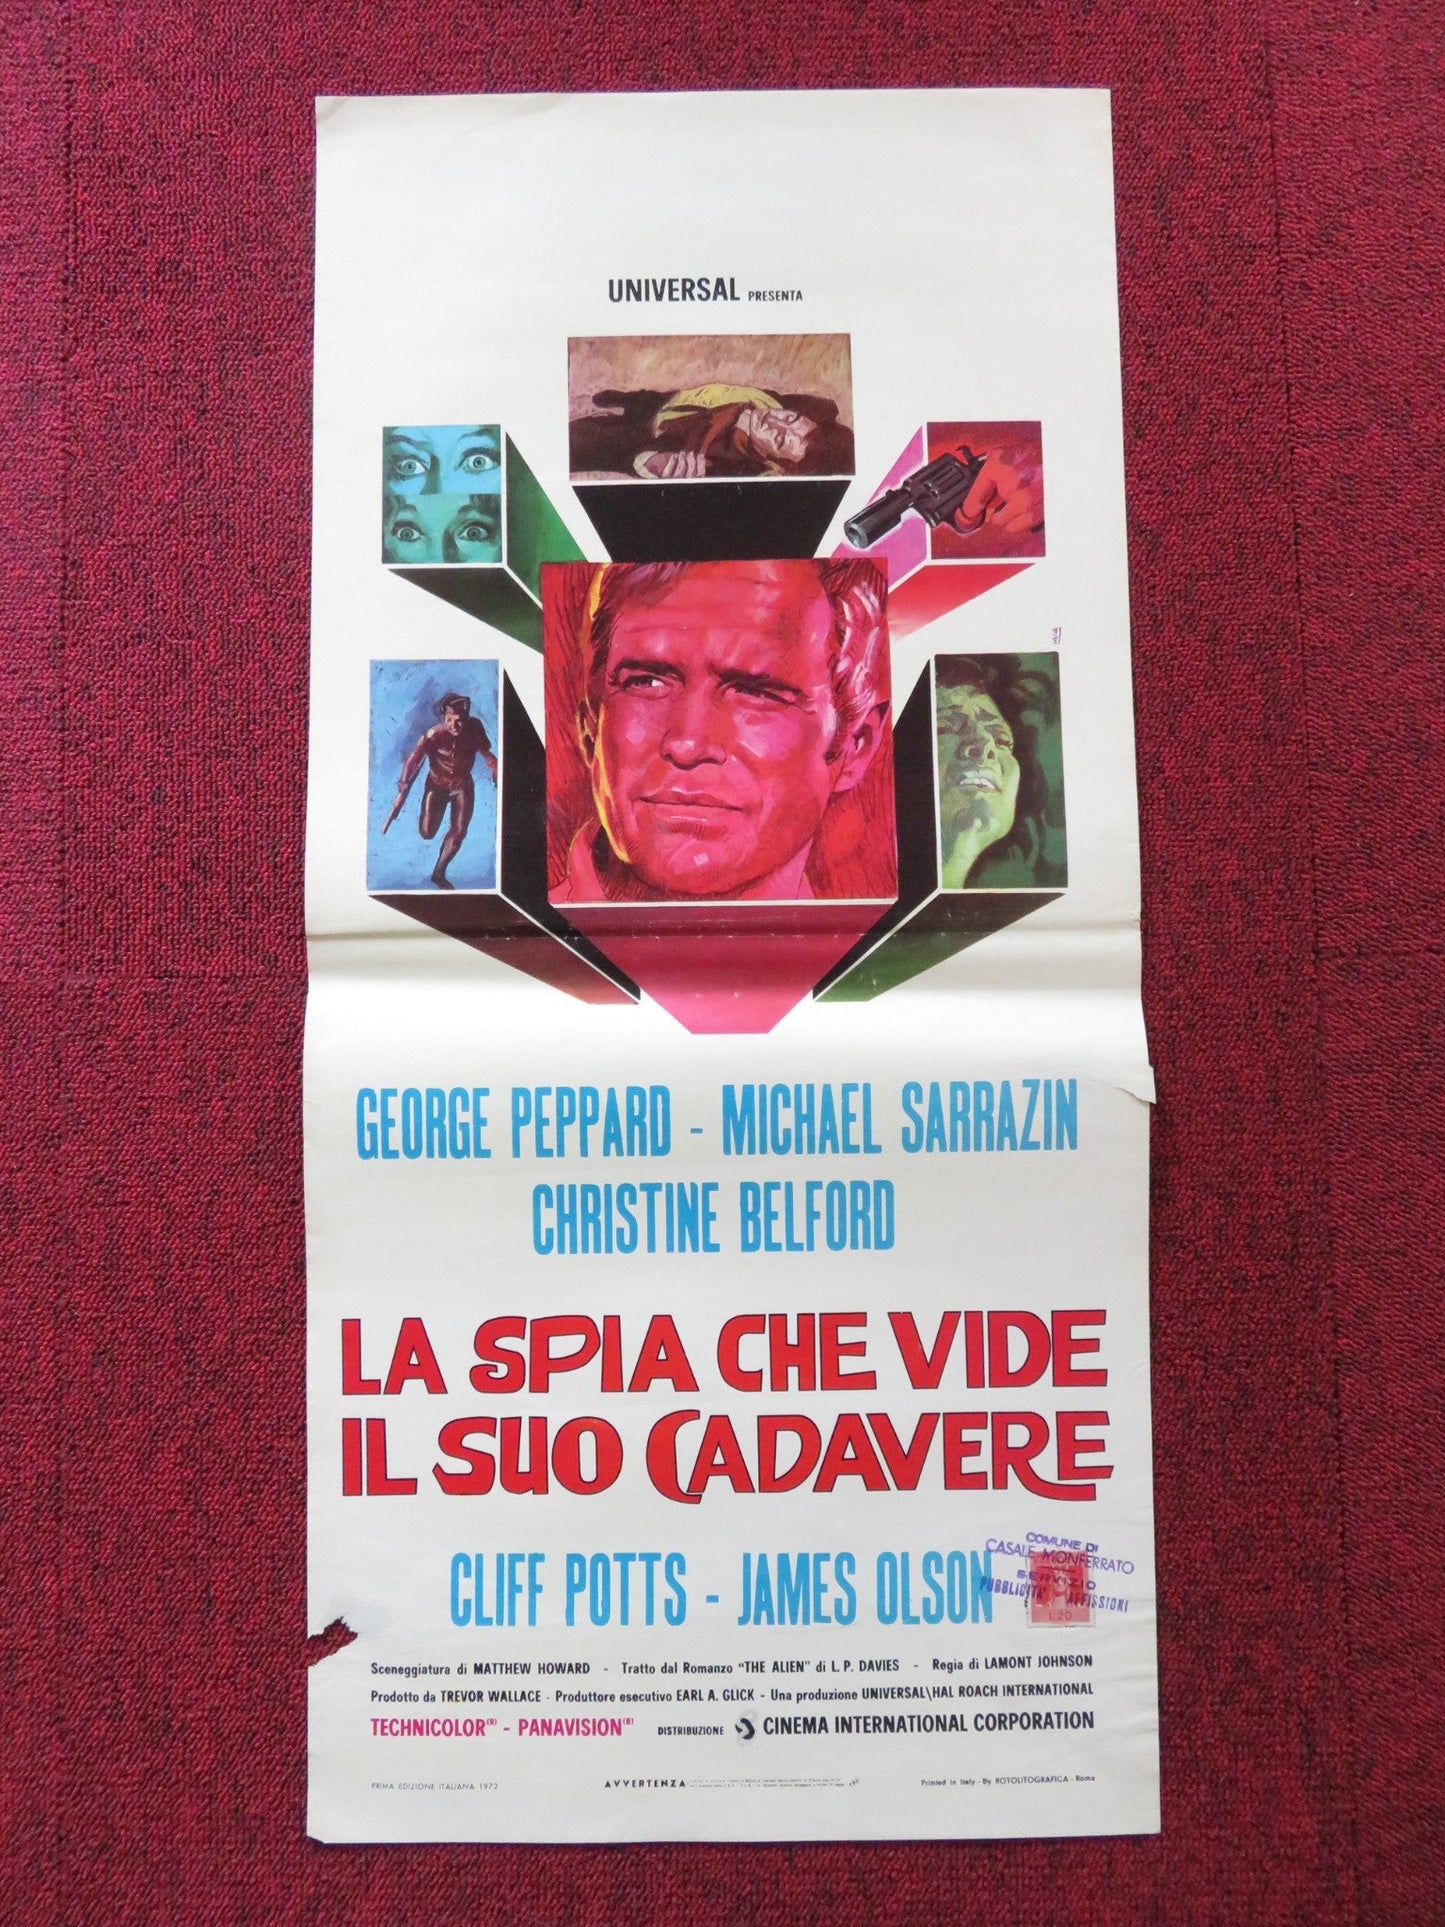 UNIVERSAL PRESENTA
GEORGE PEPPARD - MICHAEL SARRAZIN
CHRISTINE BELFORD
LA SPIA CHE VIDE
IL SUO CADAVERE
CLIFF POTTS - JAMES OLSON
COMUNE DI
CASALE MONFERRATO
SERVIZIO
PUBBLICITA' AFFISSIONI
L.20
Sceneggiatura di MATTHEW HOWARD - Tratto dal Romanzo "THE ALIEN" di L. P. DAVIES - Regia di LAMONT JOHNSON
Prodotto da TREVOR WALLACE - Produttore esecutivo EARL A. GLICK - Una produzione UNIVERSAL\HAL ROACH INTERNATIONAL
TECHNICOLOR(R) - PANAVISION(R) DISTRIBUZIONE CINEMA INTERNATIONAL CORPORATION
PRIMA EDIZIONE ITALIANA 1972
AVVERTENZA
Printed in Italy - By ROTOLITOGRAFICA - Roma